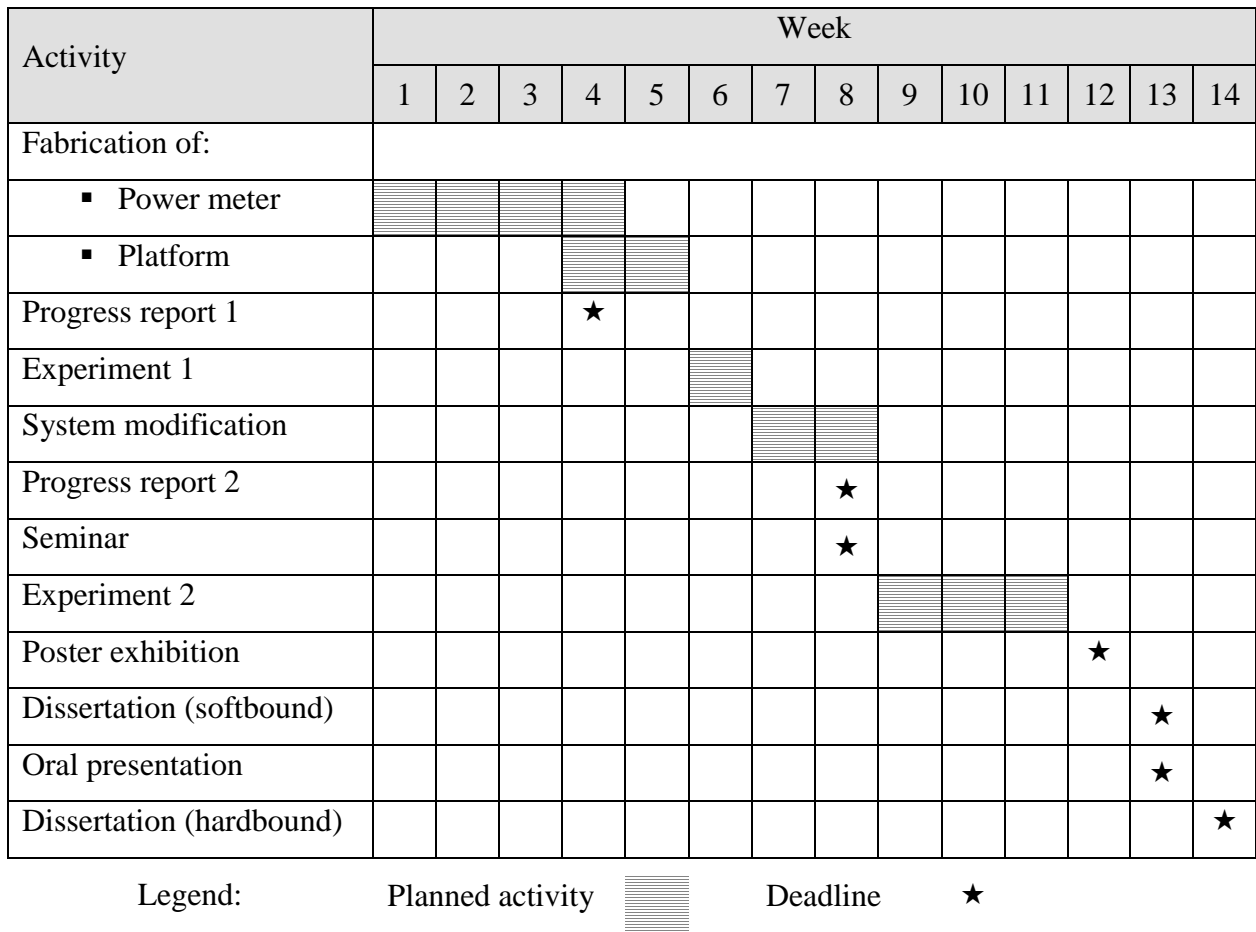 Activity
Week
1 2 3 4 5 6 7 8 9 10 11 12 13 14
Fabrication of:
▪ Power meter
▪ Platform
Progress report 1 ★
Experiment 1
System modification
Progress report 2 ★
Seminar ★
Experiment 2
Poster exhibition ★
Dissertation (softbound) ★
Oral presentation ★
Dissertation (hardbound) ★
Legend: Planned activity Deadline ★